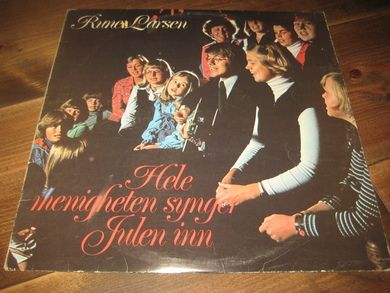 Rune Larsen
Hele
menigheten synger
Julen inn